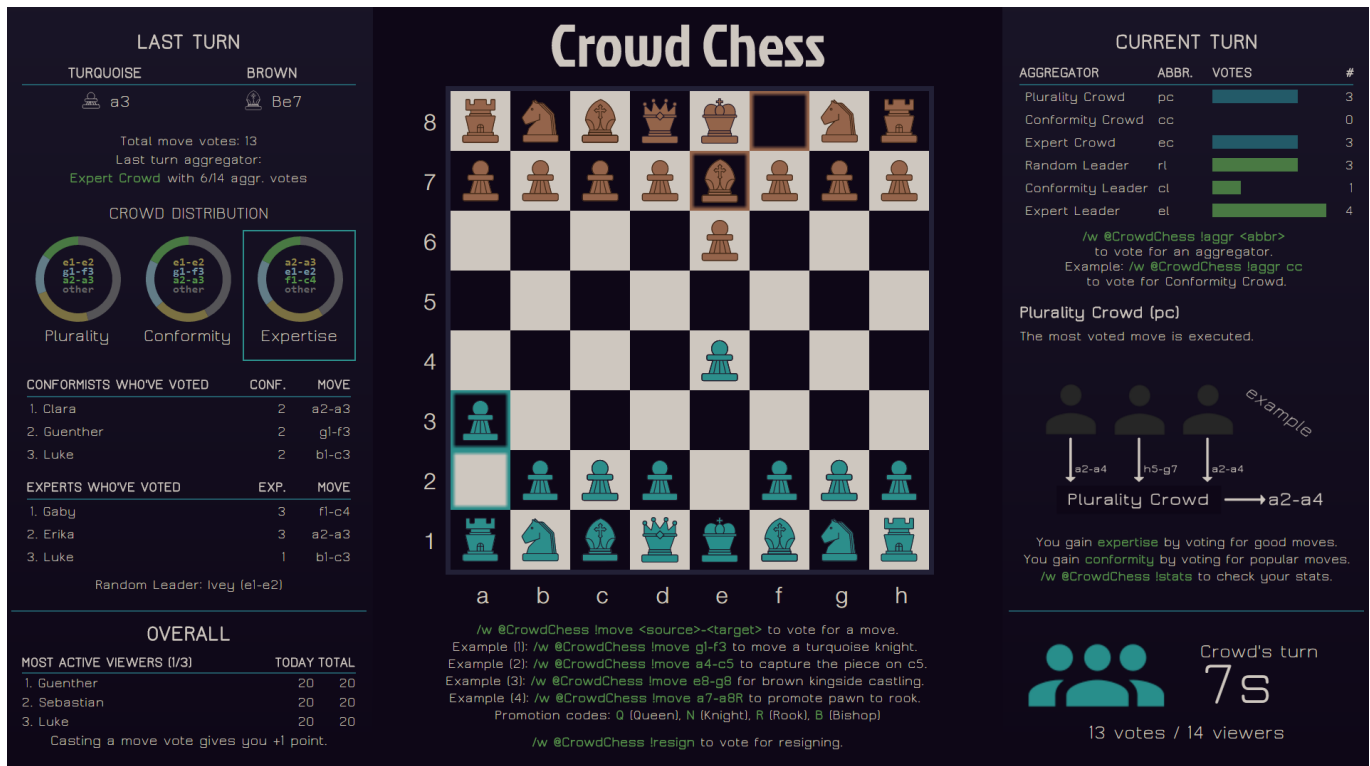 LAST TURN
TURQUOISE BROWN
a3 Be7
Total move votes: 13
Last turn aggregator:
Expert Crowd with 6/14 aggr. votes
CROWD DISTRIBUTION
e1-e2
g1-f3
a2-a3
other
Plurality
e1-e2
g1-f3
a2-a3
other
Conformity
a2-a3
e1-e2
f1-c4
other
Expertise
CONFORMISTS WHO'VE VOTED CONF. MOVE
1. Clara 2 a2-a3
2. Guenther 2 g1-f3
3. Luke 2 b1-c3
EXPERTS WHO'VE VOTED EXP. MOVE
1. Gaby 3 f1-c4
2. Erika 3 a2-a3
3. Luke 1 b1-c3
Random Leader: Ivey (e1-e2)
OVERALL
MOST ACTIVE VIEWERS (1/3) TODAY TOTAL
1. Guenther 20 20
2. Sebastian 20 20
3. Luke 20 20
Casting a move vote gives you +1 point.
Crowd Chess
8
7
6
5
4
3
2
1
a b c d e f g h
/w @CrowdChess !move <source>-<target> to vote for a move.
Example (1): /w @CrowdChess !move g1-f3 to move a turquoise knight.
Example (2): /w @CrowdChess !move a4-c5 to capture the piece on c5.
Example (3): /w @CrowdChess !move e8-g8 for brown kingside castling.
Example (4): /w @CrowdChess !move a7-a8R to promote pawn to rook.
Promotion codes: Q (Queen), N (Knight), R (Rook), B (Bishop)
/w @CrowdChess !resign to vote for resigning.
CURRENT TURN
AGGREGATOR ABBR. VOTES #
Plurality Crowd pc 3
Conformity Crowd cc 0
Expert Crowd ec 3
Random Leader rl 3
Conformity Leader cl 1
Expert Leader el 4
/w @CrowdChess !aggr <abbr>
to vote for an aggregator.
Example: /w @CrowdChess !aggr cc
to vote for Conformity Crowd.
Plurality Crowd (pc)
The most voted move is executed.
example
a2-a4 h5-g7 a2-a4
Plurality Crowd a2-a4
You gain expertise by voting for good moves.
You gain conformity by voting for popular moves.
/w @CrowdChess !stats to check your stats.
Crowd's turn
7s
13 votes / 14 viewers